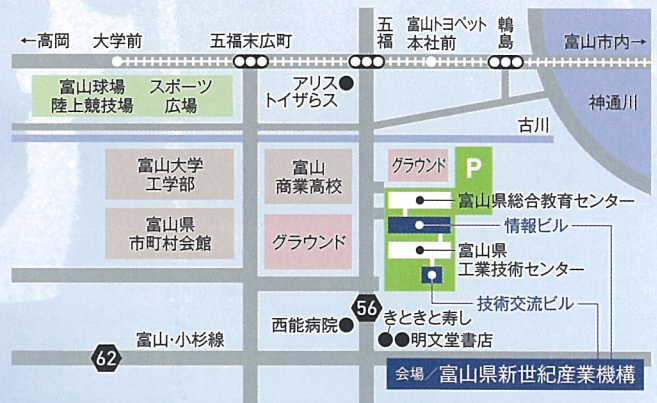 ←高岡
大学前
五福末広町
五福
富山トヨペット
本社前
鵯島
富山市内→
富山球場
陸上競技場
スポーツ
広場
アリス
トイザらス
神通川
古川
富山大学
工学部
富山
商業高校
グラウンド
P
富山県総合教育センター
富山県
市町村会館
グラウンド
情報ビル
富山県
工業技術センター
技術交流ビル
56
西能病院
きときと寿し
明文堂書店
富山・小杉線
62
会場／富山県新世紀産業機構